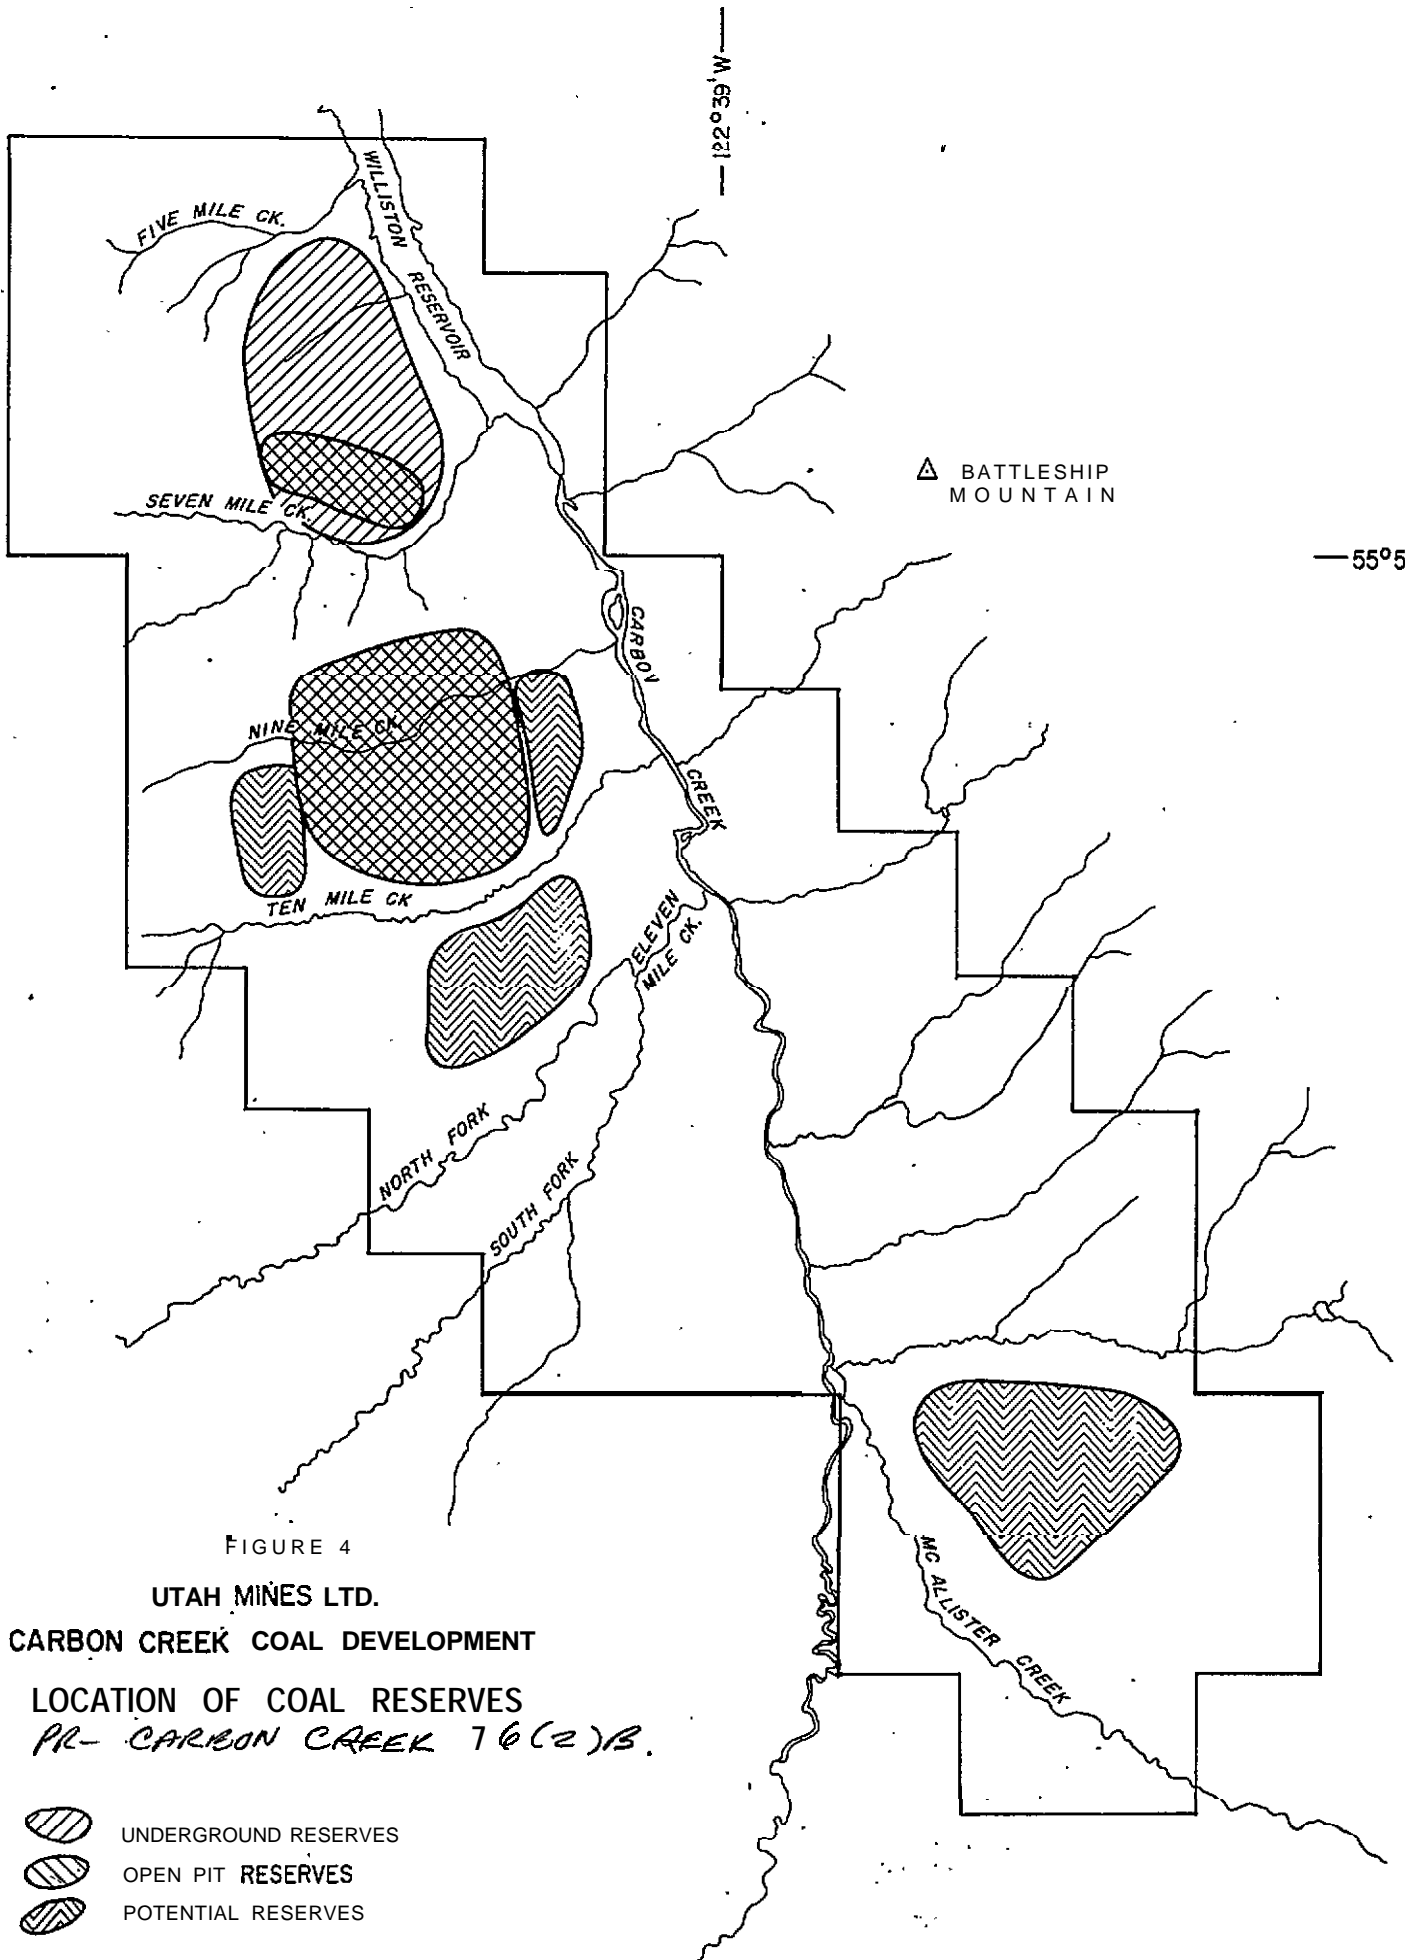 122°39'W
WILLISTON RESERVOIR
FIVE MILE CK.
BATTLESHIP
MOUNTAIN
SEVEN MILE CK.
55°5
CARBOV CREEK
NINE MILE CK
TEN MILE CK
ELEVEN
MILE CK.
NORTH FORK
SOUTH FORK
MC ALLISTER CREEK
FIGURE 4
UTAH MINES LTD.
CARBON CREEK COAL DEVELOPMENT
LOCATION OF COAL RESERVES
PR- CARBON CREEK 76(2)B.
UNDERGROUND RESERVES
OPEN PIT RESERVES
POTENTIAL RESERVES